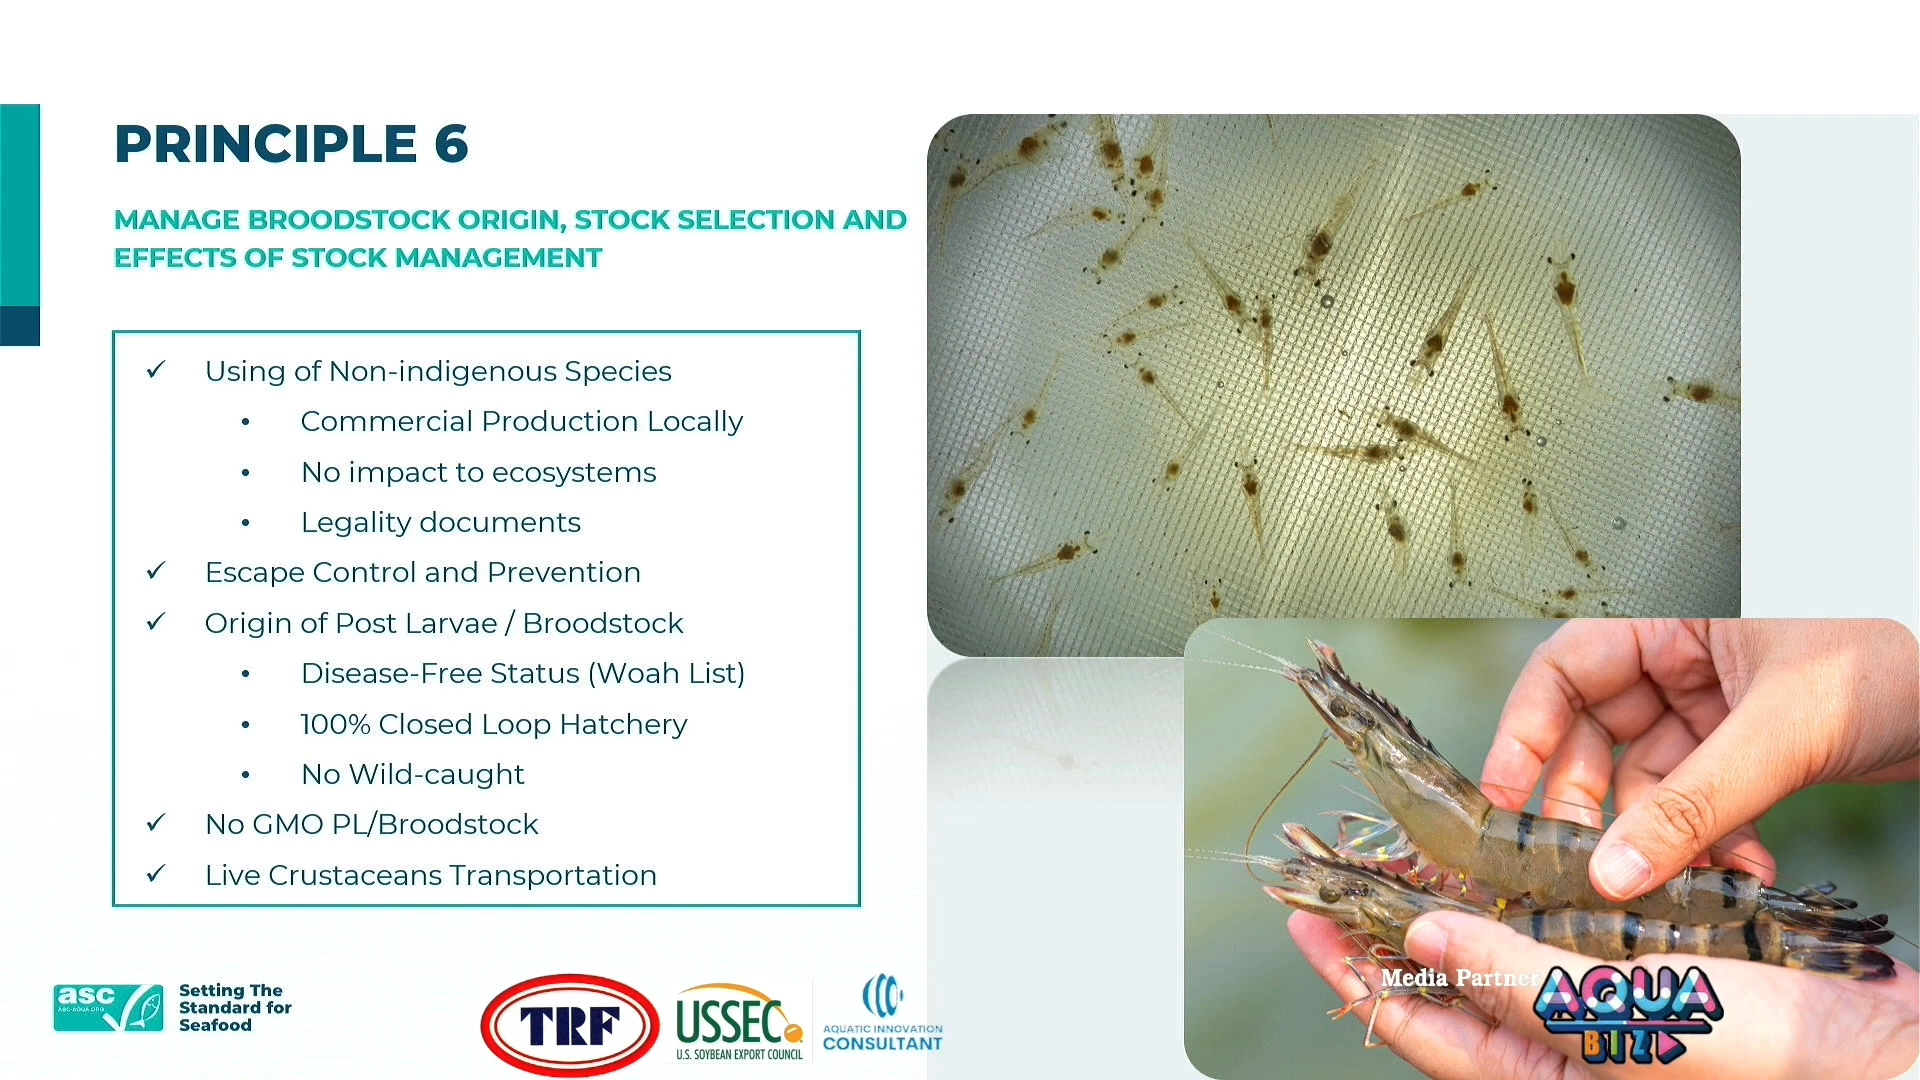 PRINCIPLE 6
MANAGE BROODSTOCK ORIGIN, STOCK SELECTION AND
EFFECTS OF STOCK MANAGEMENT
✓ Using of Non-indigenous Species
• Commercial Production Locally
• No impact to ecosystems
• Legality documents
✓ Escape Control and Prevention
✓ Origin of Post Larvae / Broodstock
• Disease-Free Status (Woah List)
• 100% Closed Loop Hatchery
• No Wild-caught
✓ No GMO PL/Broodstock
✓ Live Crustaceans Transportation
asc
ASC-AQUA.ORG
Setting The
Standard for
Seafood
TRF
USSEC
U.S. SOYBEAN EXPORT COUNCIL
AQUATIC INNOVATION
CONSULTANT
Media Partner
AQUA
BIZ